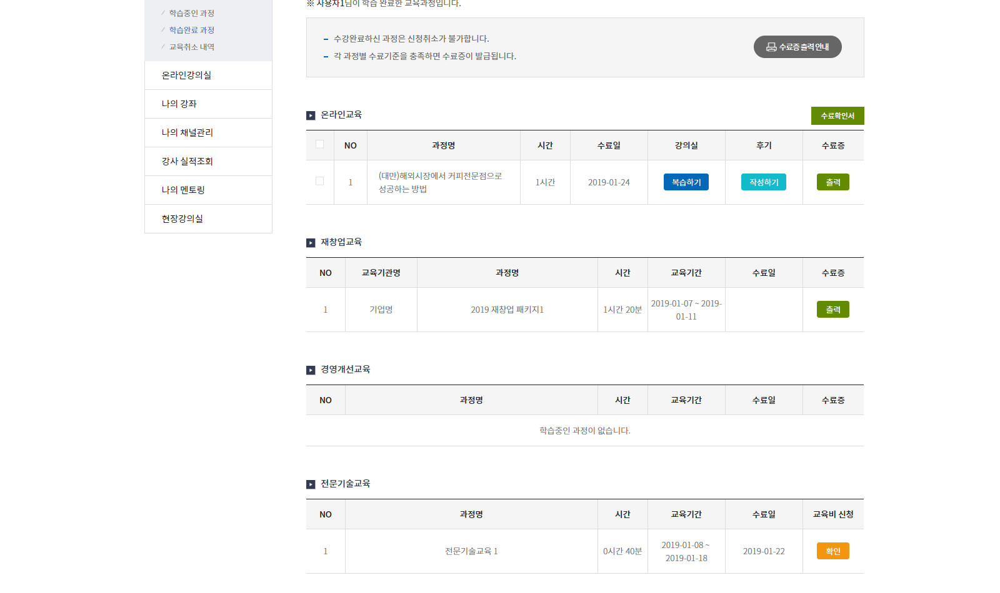 학습중인 과정
학습완료 과정
교육취소 내역
온라인강의실
나의 강좌
나의 채널관리
강사 실적조회
나의 멘토링
현장강의실
※ 사용자1님이 학습 완료한 교육과정입니다.
수강완료하신 과정은 신청취소가 불가합니다.
각 과정별 수료기준을 충족하면 수료증이 발급됩니다.
수료증 출력 안내
온라인교육
수료확인서
NO 과정명 시간 수료일 강의실 후기 수료증
1 (대만)해외시장에서 커피전문점으로 성공하는 방법 1시간 2019-01-24 복습하기 작성하기 출력
재창업교육
NO 교육기관명 과정명 시간 교육기간 수료일 수료증
1 기업명 2019 재창업 패키지1 1시간 20분 2019-01-07 ~ 2019-01-11 출력
경영개선교육
NO 과정명 시간 교육기간 수료일 수료증
학습중인 과정이 없습니다.
전문기술교육
NO 과정명 시간 교육기간 수료일 교육비 신청
1 전문기술교육 1 0시간 40분 2019-01-08 ~ 2019-01-18 2019-01-22 확인